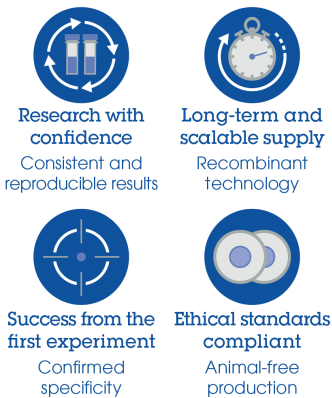 Research with
confidence
Consistent and
reproducible results
Long-term and
scalable supply
Recombinant
technology
Success from the
first experiment
Confirmed
specificity
Ethical standards
compliant
Animal-free
production